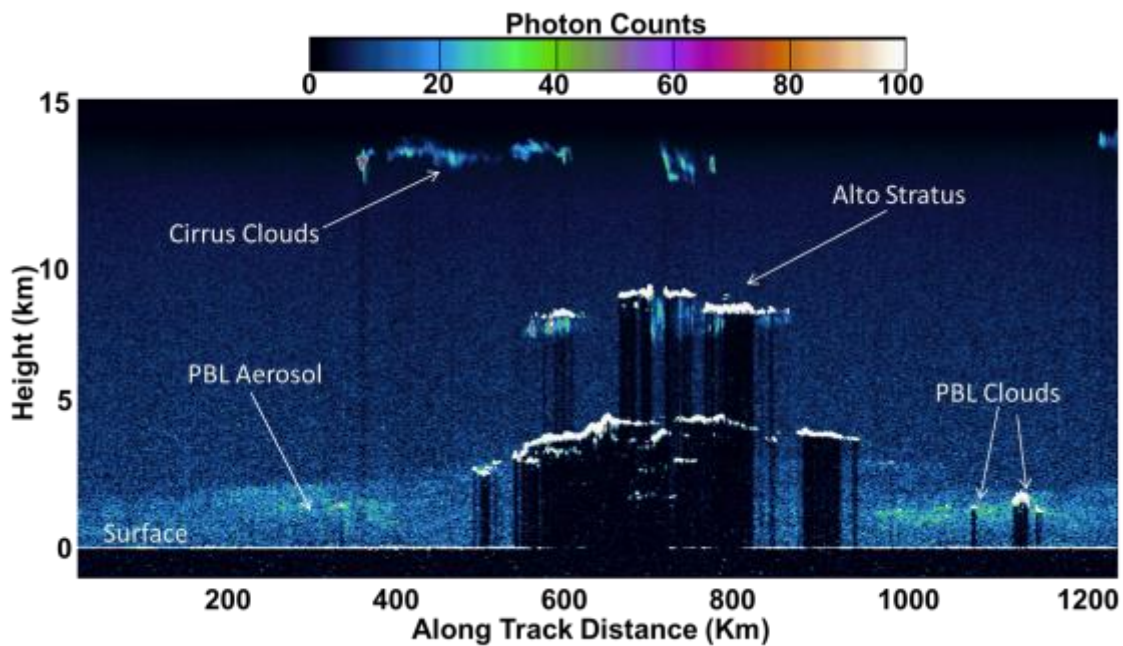 Photon Counts
0 20 40 60 80 100
15
Cirrus Clouds
Alto Stratus
10
Height (km)
PBL Aerosol
5
PBL Clouds
Surface
0
200 400 600 800 1000 1200
Along Track Distance (Km)